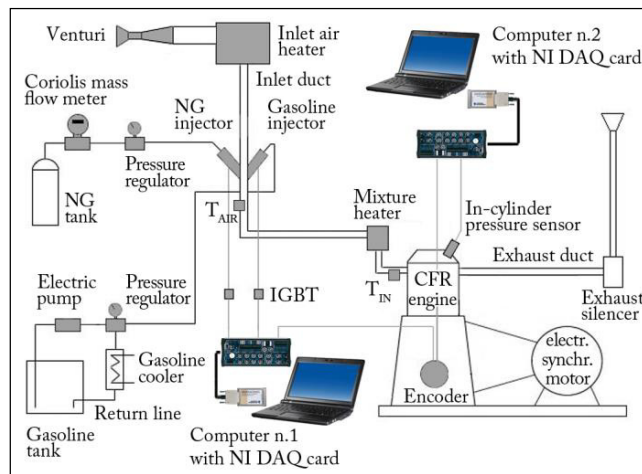 Venturi
Inlet air
heater
Computer n.2
with NI DAQ card
Coriolis mass
flow meter
Inlet duct
NG
injector
Gasoline
injector
Pressure
regulator
NG
tank
T AIR
Mixture
heater
In-cylinder
pressure sensor
Exhaust duct
Electric
pump
Pressure
regulator
IGBT
T IN
CFR
engine
Exhaust
silencer
Gasoline
cooler
electr.
synchr.
motor
Return line
Encoder
Gasoline
tank
Computer n.1
with NI DAQ card